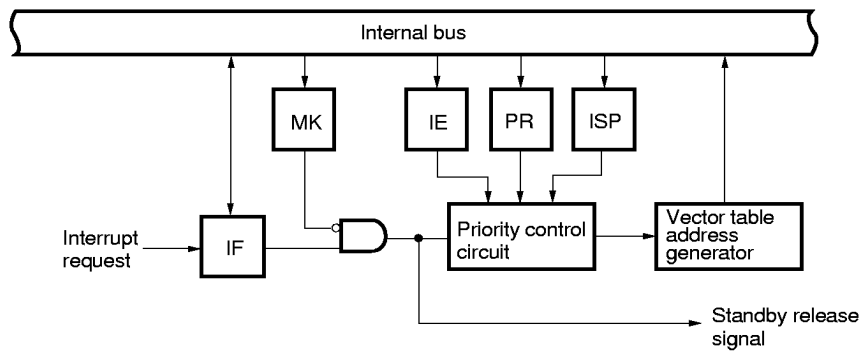 Internal bus
MK
IE
PR
ISP
Interrupt
request
IF
Priority control
circuit
Vector table
address
generator
Standby release
signal